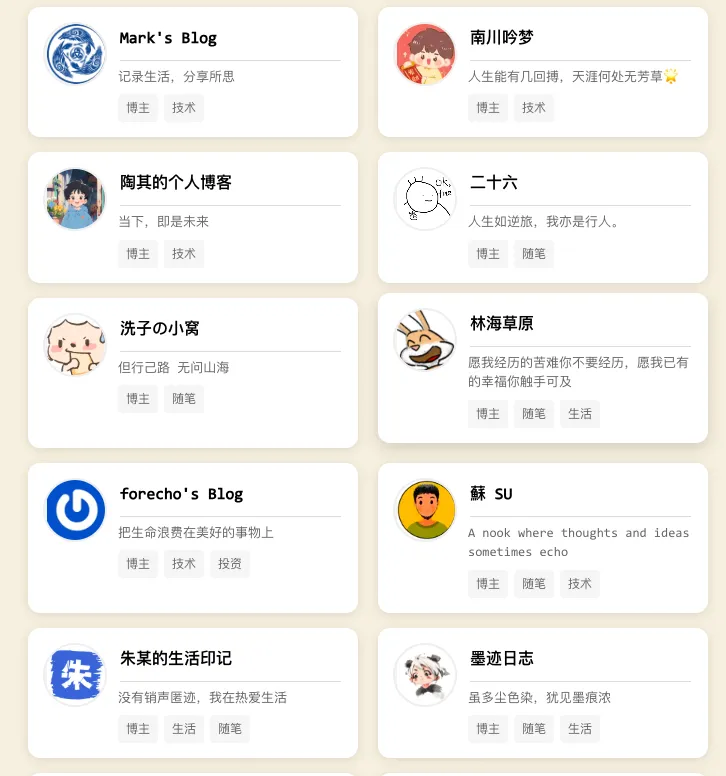 Mark's Blog
记录生活，分享所思
博主 技术
南川吟梦
人生能有几回搏，天涯何处无芳草🌟
博主 技术
陶其的个人博客
当下，即是未来
博主 技术
二十六
人生如逆旅，我亦是行人。
博主 随笔
洗子の小窝
但行己路 无问山海
博主 随笔
林海草原
愿我经历的苦难你不要经历，愿我已有
的幸福你触手可及
博主 随笔 生活
forecho's Blog
把生命浪费在美好的事物上
博主 技术 投资
蘇 SU
A nook where thoughts and ideas
sometimes echo
博主 随笔 技术
朱
朱某的生活印记
没有销声匿迹，我在热爱生活
博主 生活 随笔
墨迹日志
虽多尘色染，犹见墨痕浓
博主 随笔 生活